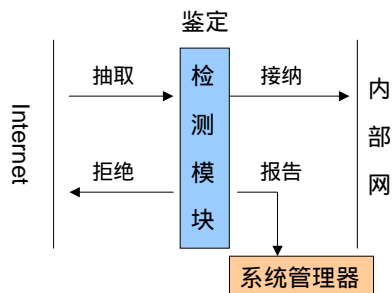 鉴定
抽取
检测模块
接纳
Internet
内部网
拒绝
报告
系统管理器